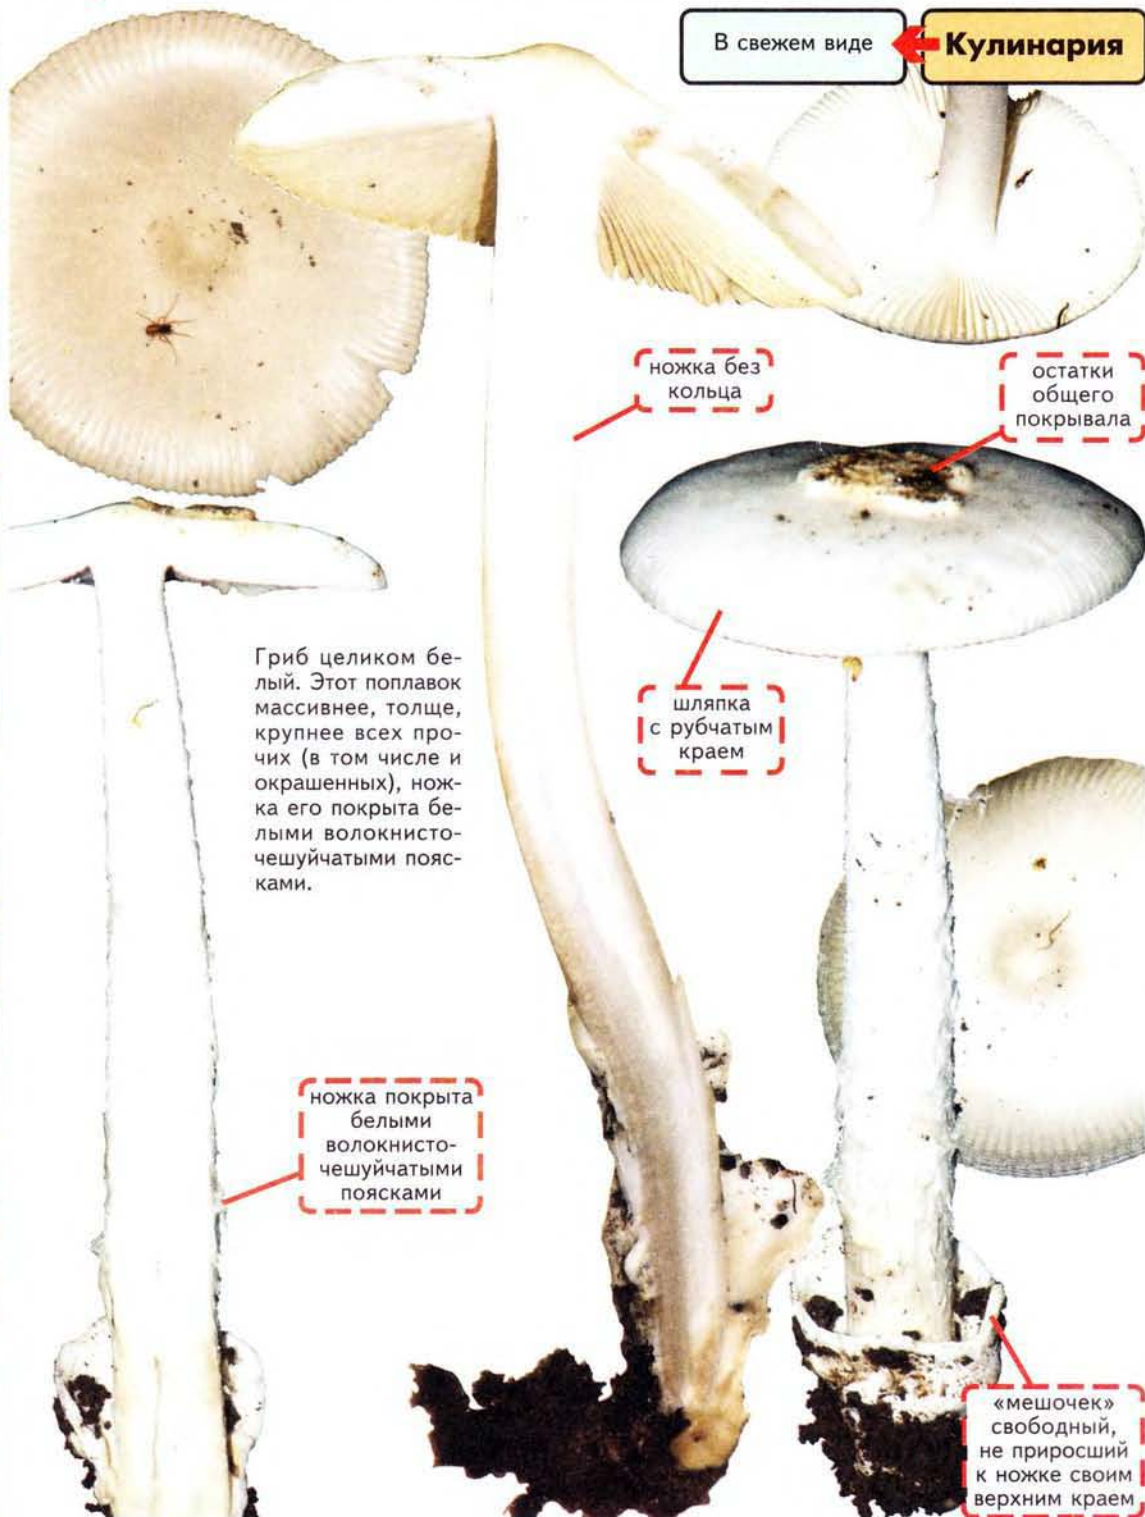 В свежем виде
Кулинария
ножка без
кольца
остатки
общего
покрывала
шляпка
с рубчатым
краем
Гриб целиком бе-
лый. Этот поплавок
массивнее, толще,
крупнее всех про-
чих (в том числе и
окрашенных), нож-
ка его покрыта бе-
лыми волокнисто-
чешуйчатыми пояс-
ками.
ножка покрыта
белыми
волокнисто-
чешуйчатыми
поясками
«мешочек»
свободный,
не приросший
к ножке своим
верхним краем